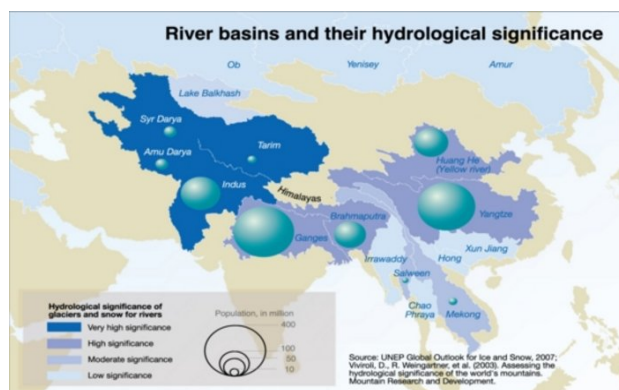 River basins and their hydrological significance
Ob
Yenisey
Amur
Lake Balkhash
Syr Darya
Tarim
Amu Darya
Huang He
(Yellow river)
Indus
Himalayas
Yangtze
Brahmaputra
Ganges
Xun Jiang
Irrawaddy
Hong
Salween
Chao
Phraya
Mekong
Hydrological significance of
glaciers and snow for rivers
Very high significance
High significance
Moderate significance
Low significance
Population, in million
400
100
50
10
Source: UNEP Global Outlook for Ice and Snow, 2007;
Viviroli, D., R. Weingartner, et al. (2003). Assessing the
hydrological significance of the world's mountains.
Mountain Research and Development.